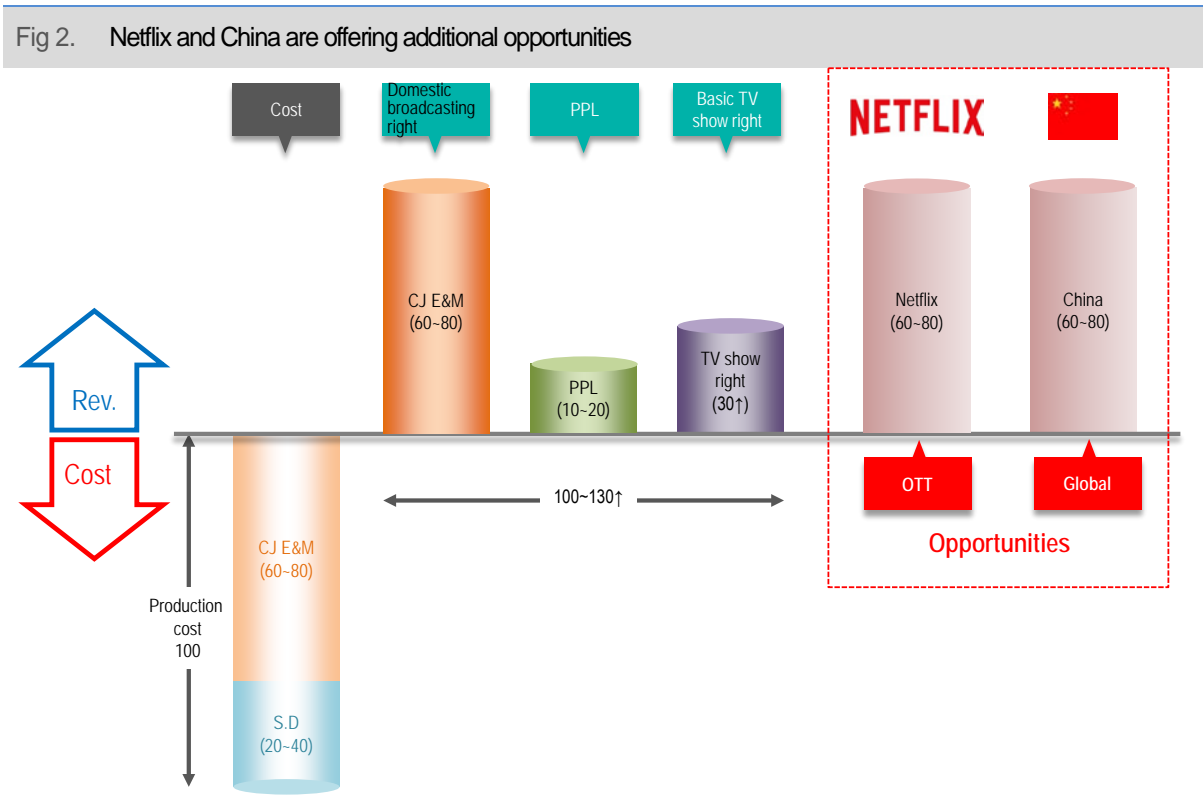 Fig 2. Netflix and China are offering additional opportunities
Cost
Domestic
broadcasting
right
PPL
Basic TV
show right
NETFLIX
CJ E&M
(60~80)
PPL
(10~20)
TV show
right
(30↑)
Netflix
(60~80)
China
(60~80)
Rev.
Cost
100~130↑
OTT
Global
Opportunities
CJ E&M
(60~80)
Production
cost
100
S.D
(20~40)